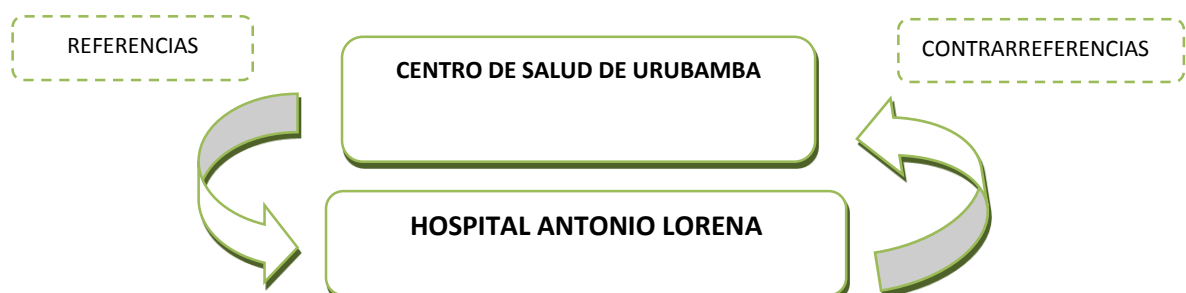 REFERENCIAS
CENTRO DE SALUD DE URUBAMBA
CONTRARREFERENCIAS
HOSPITAL ANTONIO LORENA